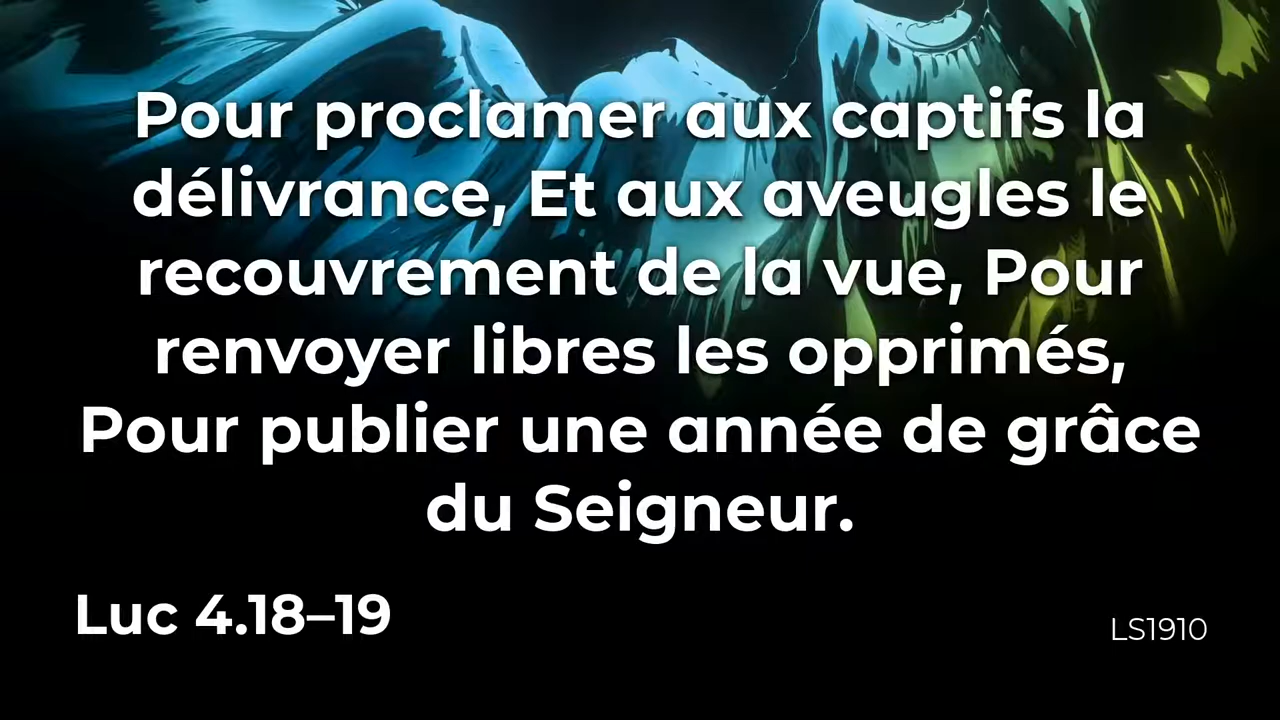 Pour proclamer aux captifs la
délivrance, Et aux aveugles le
recouvrement de la vue, Pour
renvoyer libres les opprimés,
Pour publier une année de grâce
du Seigneur.
Luc 4.18–19
LS1910